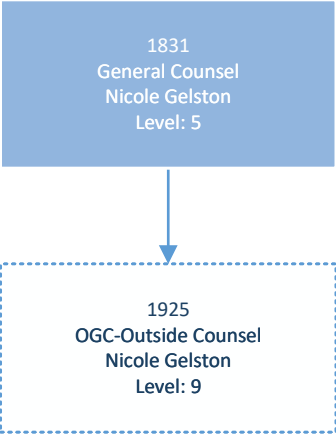 1831
General Counsel
Nicole Gelston
Level: 5
1925
OGC-Outside Counsel
Nicole Gelston
Level: 9